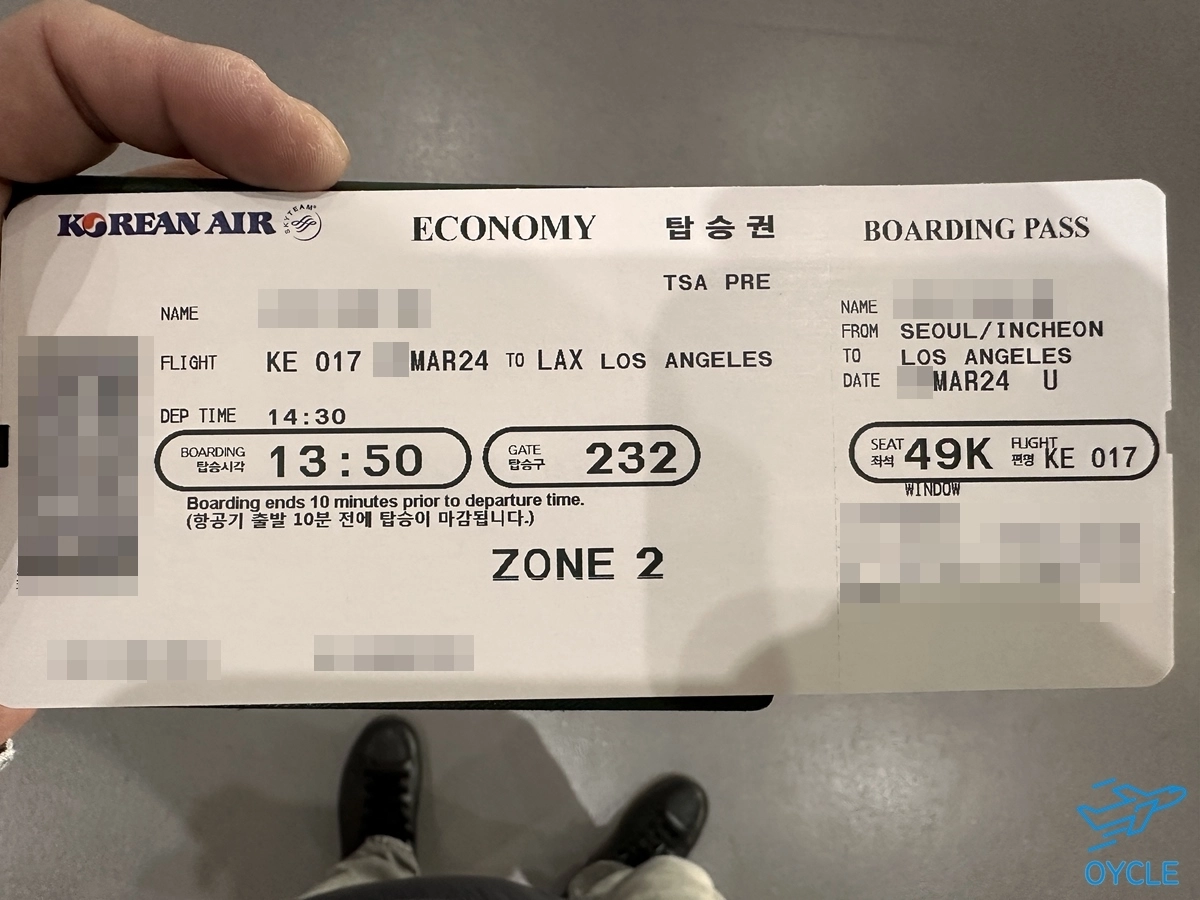 KOREAN AIR SKYTEAM ECONOMY 탑승권 BOARDING PASS
TSA PRE
NAME
FLIGHT KE 017 MAR24 TO LAX LOS ANGELES
DEP TIME 14:30
BOARDING 탑승시각 13:50 GATE 탑승구 232
Boarding ends 10 minutes prior to departure time.
(항공기 출발 10분 전에 탑승이 마감됩니다.)
ZONE 2
NAME
FROM SEOUL/INCHEON
TO LOS ANGELES
DATE MAR24 U
SEAT 좌석 49K FLIGHT 편명 KE 017
WINDOW
OYCLE